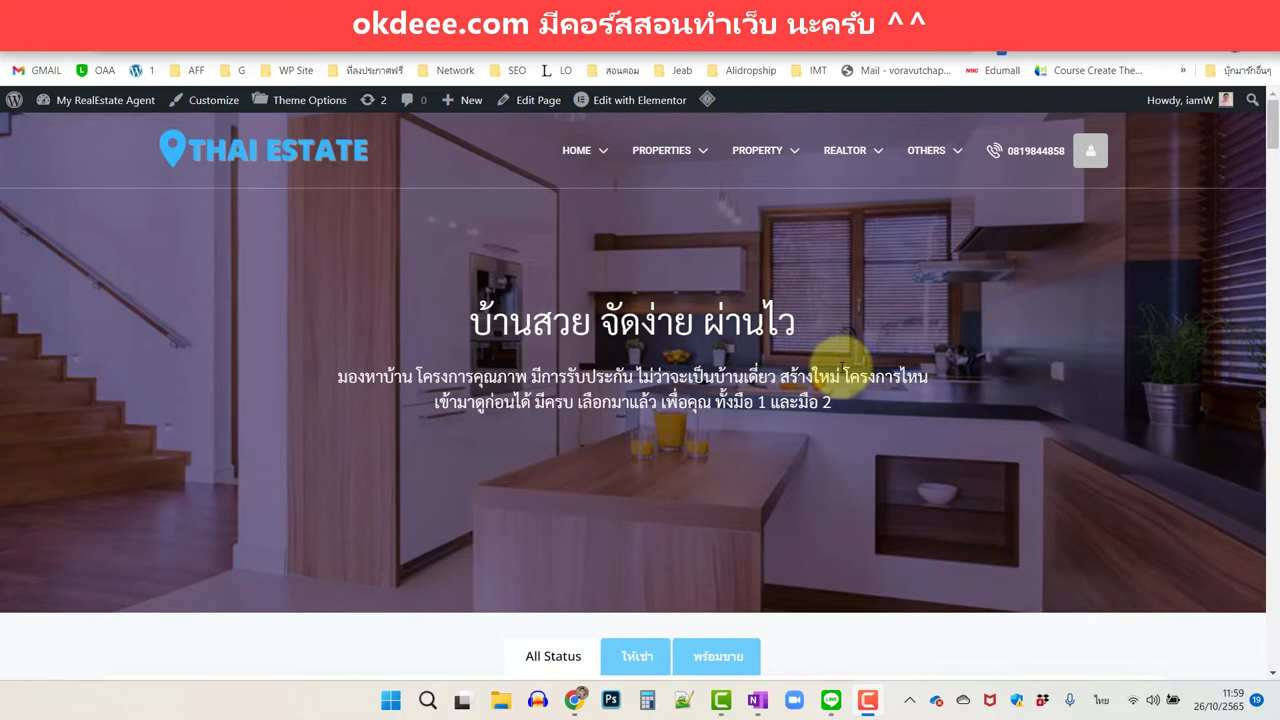 okdeee.com มีคอร์สสอนทำเว็บ นะครับ ^^
GMAIL OAA 1 AFF G WP Site ที่ลงประกาศฟรี Network SEO LO สอนคอม Jeab Alidropship IMT Mail - voravutchap... Edumall Course Create The... » บุ๊กมาร์กอื่นๆ
My RealEstate Agent Customize Theme Options 2 0 New Edit Page Edit with Elementor Howdy, iamW
THAI ESTATE HOME PROPERTIES PROPERTY REALTOR OTHERS 0819844858
บ้านสวย จัดง่าย ผ่านไว
มองหาบ้าน โครงการคุณภาพ มีการรับประกัน ไม่ว่าจะเป็นบ้านเดี่ยว สร้างใหม่ โครงการไหน
เข้ามาดูก่อนได้ มีครบ เลือกมาแล้ว เพื่อคุณ ทั้งมือ 1 และมือ 2
All Status ให้เช่า พร้อมขาย
ไทย 11:59
26/10/2565 19